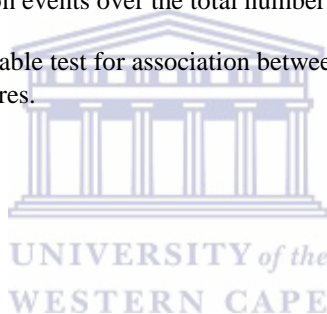 on events over the total number
able test for association betwee
res.
UNIVERSITY of the
WESTERN CAPE